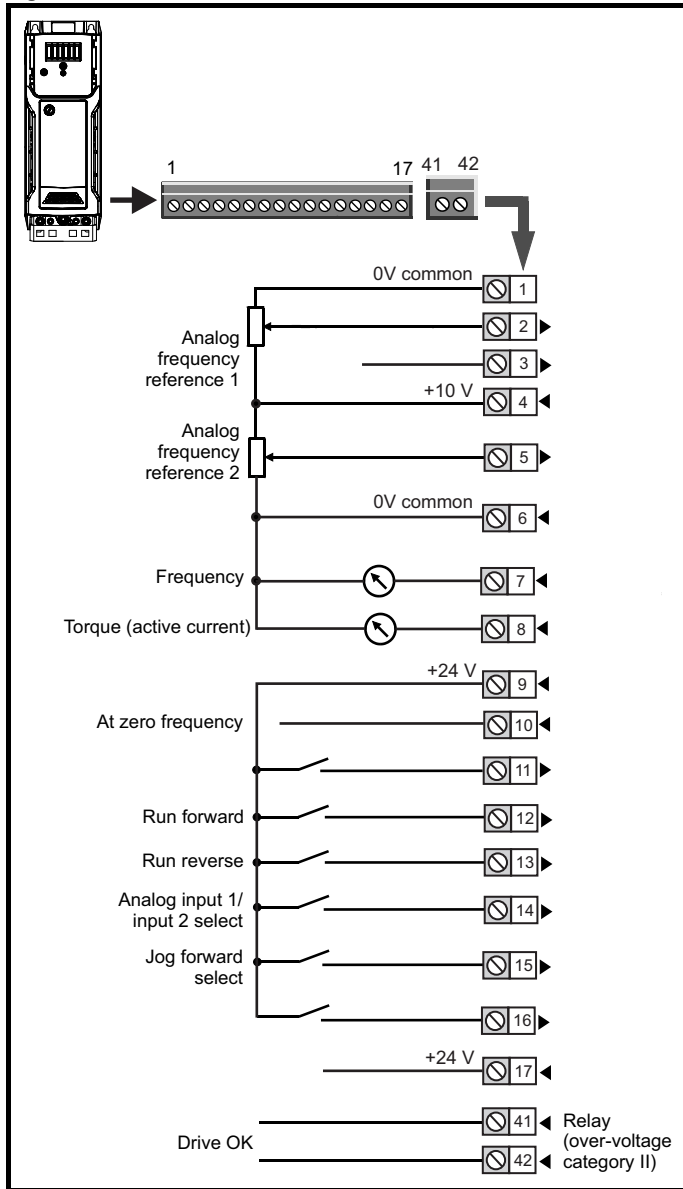 1 17 41 42
0V common 1
2
Analog
frequency
reference 1
3
+10 V 4
Analog
frequency
reference 2
5
0V common 6
Frequency 7
Torque (active current) 8
+24 V 9
At zero frequency 10
11
Run forward 12
Run reverse 13
Analog input 1/
input 2 select
14
Jog forward
select
15
16
+24 V 17
Drive OK
41
42
Relay
(over-voltage
category II)